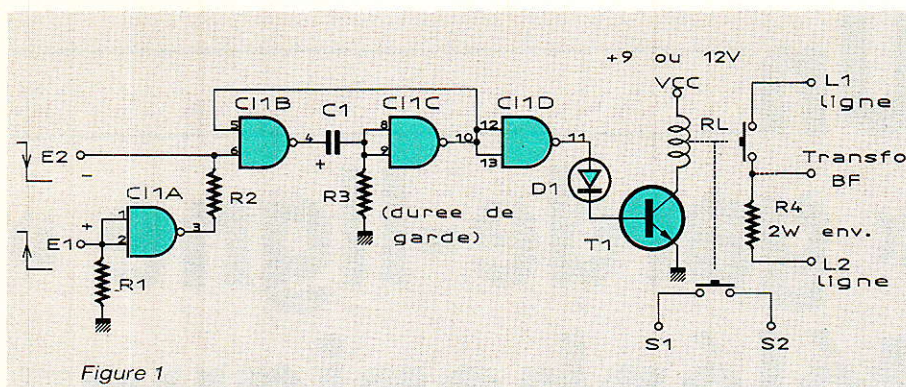 +9 ou 12V
VCC
L1
ligne
CI1B
C1
CI1C
CI1D
RL
5
4
8
12
11
E2
6
+
9
10
13
D1
Transfo
BF
-
CI1A
R2
R3
R4
2W env.
+
1
3
(duree de
garde)
T1
E1
2
R1
L2
ligne
S1
S2
Figure 1